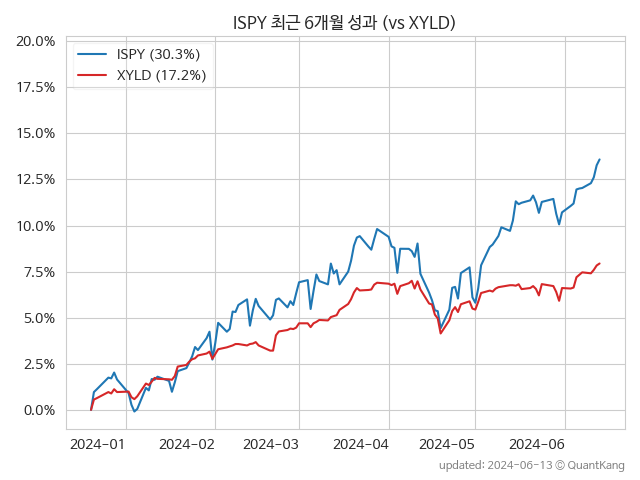 ISPY 최근 6개월 성과 (vs XYLD)
20.0%
17.5%
15.0%
12.5%
10.0%
7.5%
5.0%
2.5%
0.0%
ISPY (30.3%)
XYLD (17.2%)
2024-01 2024-02 2024-03 2024-04 2024-05 2024-06
updated: 2024-06-13 © QuantKang